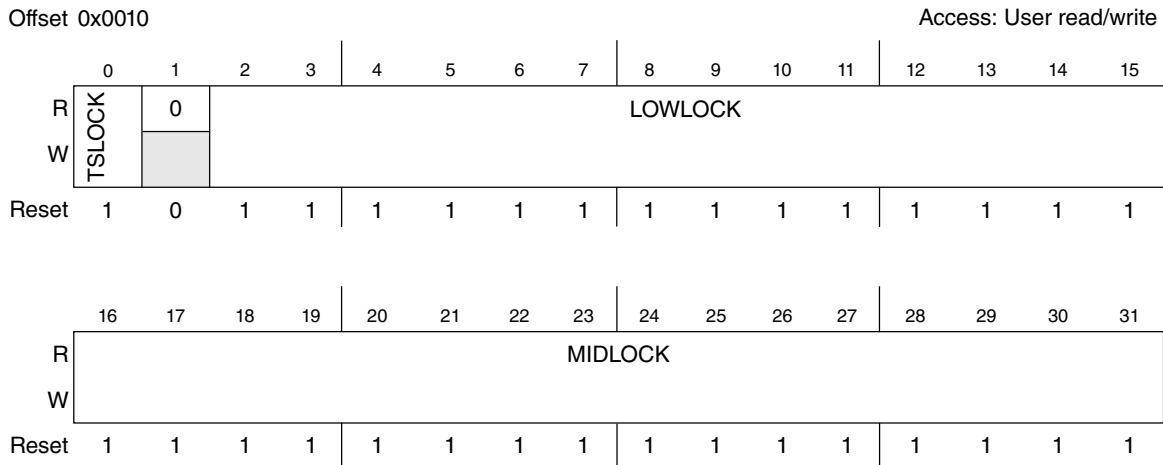 Offset 0x0010 Access: User read/write
0 1 2 3 4 5 6 7 8 9 10 11 12 13 14 15
R TSLOCK 0 LOWLOCK
W
Reset 1 0 1 1 1 1 1 1 1 1 1 1 1 1 1 1
16 17 18 19 20 21 22 23 24 25 26 27 28 29 30 31
R MIDLOCK
W
Reset 1 1 1 1 1 1 1 1 1 1 1 1 1 1 1 1